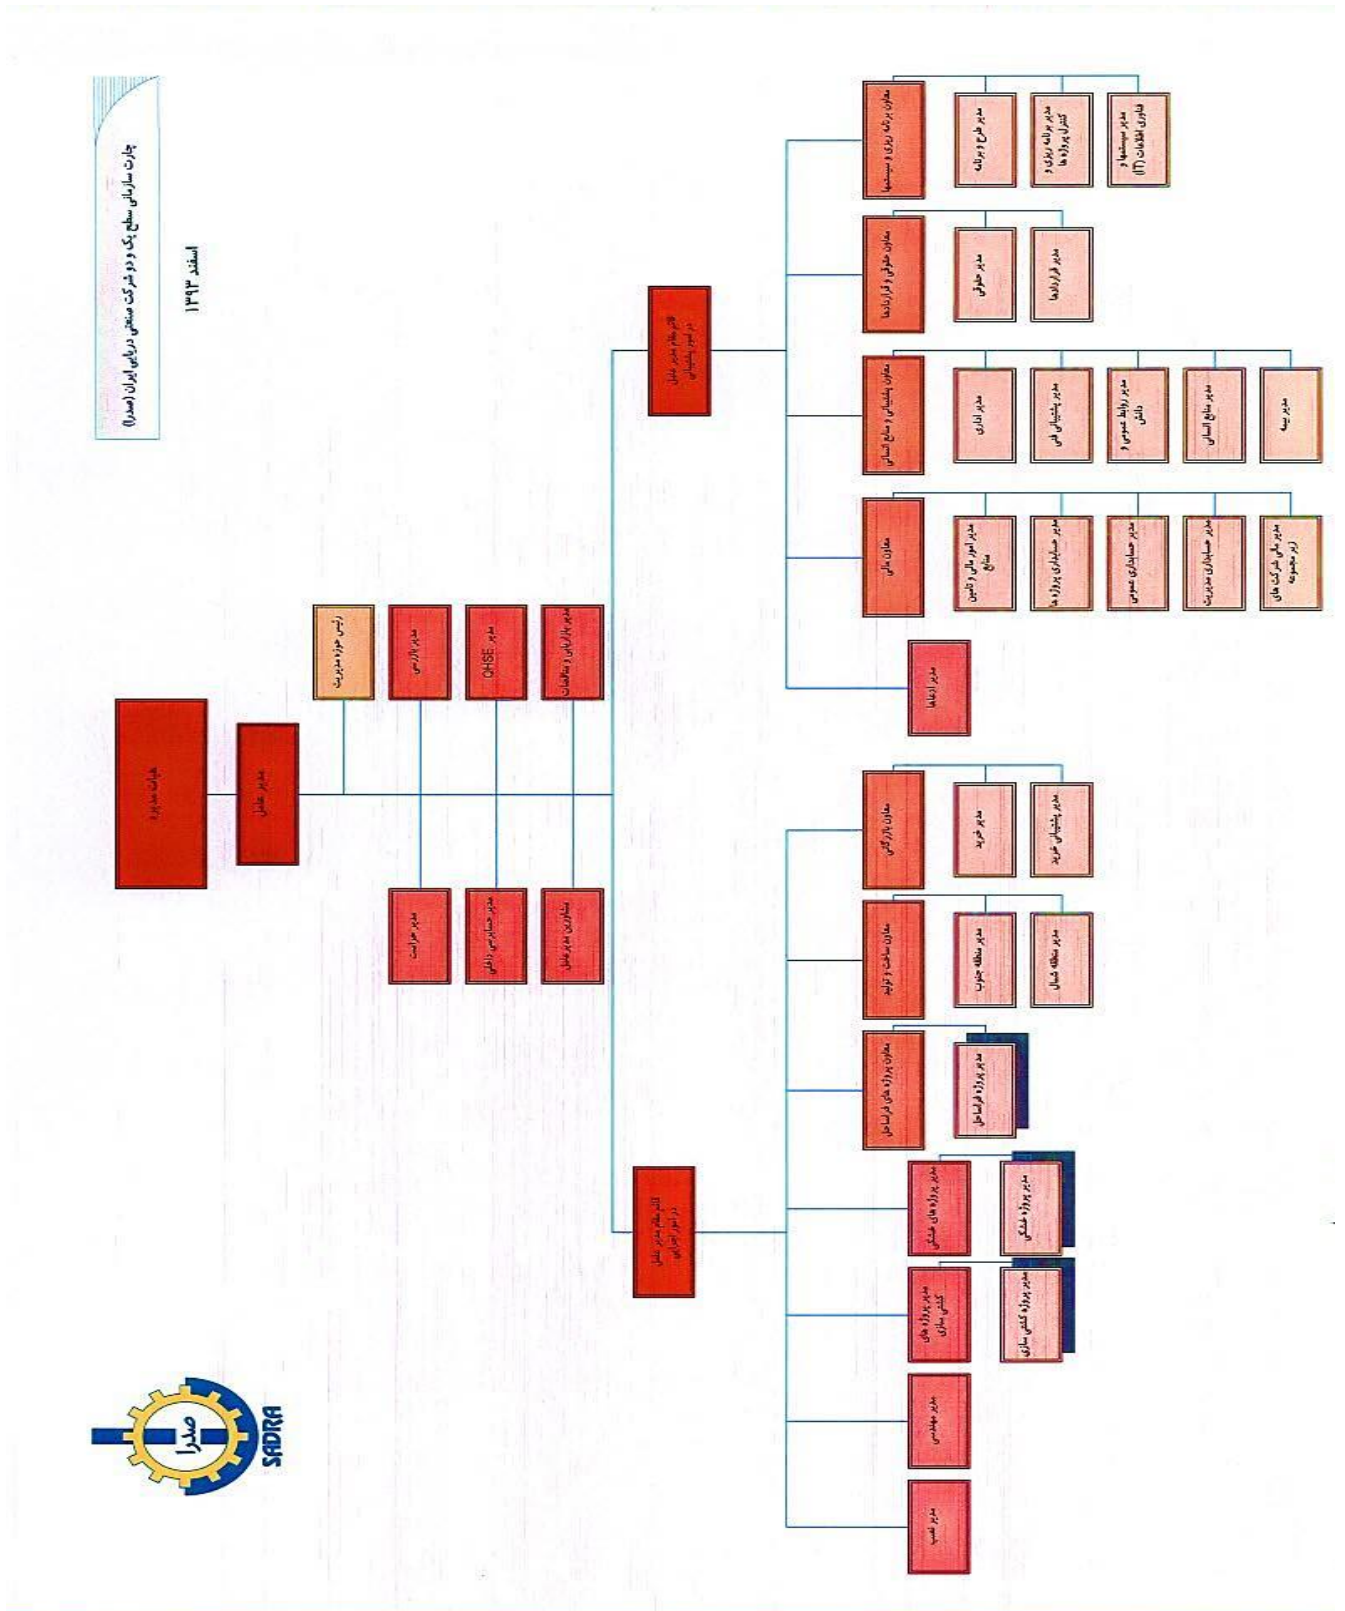 چارت سازمانی سطح یک و دو شرکت صنعتی دریایی ایران (صدرا)
اسفند ۱۳۹۳
صدرا
SADRA
هیات مدیره
مدیر عامل
رئیس حوزه مدیریت
مدیر بازرسی
مدیر حراست
مدیر QHSE
مدیر حسابرسی داخلی
مدیر بازاریابی و مناقصات
مشاورین مدیرعامل
قائم مقام مدیر عامل
در امور پشتیبانی
قائم مقام مدیر عامل
در امور اجرایی
معاون برنامه ریزی و سیستمها
مدیر طرح و برنامه
مدیر برنامه ریزی و
کنترل پروژه ها
مدیر سیستمها و
فناوری اطلاعات (IT)
معاون حقوقی و قراردادها
مدیر حقوقی
مدیر قراردادها
معاون پشتیبانی و منابع انسانی
مدیر اداری
مدیر پشتیبانی فنی
مدیر روابط عمومی و
دانش
مدیر منابع انسانی
مدیر بیمه
معاون مالی
مدیر امور مالی و تامین
منابع
مدیر حسابداری پروژه ها
مدیر حسابداری عمومی
مدیر حسابداری مدیریت
مدیر مالی شرکت های
زیر مجموعه
مدیر ادعاها
معاون بازرگانی
مدیر خرید
مدیر پشتیبانی خرید
معاون ساخت و تولید
مدیر منطقه جنوب
مدیر منطقه شمال
معاون پروژه های فراساحل
مدیر پروژه فراساحل
مدیر پروژه های خشکی
مدیر پروژه خشکی
مدیر پروژه های
کشتی سازی
مدیر پروژه کشتی سازی
مدیر مهندسی
مدیر نصب